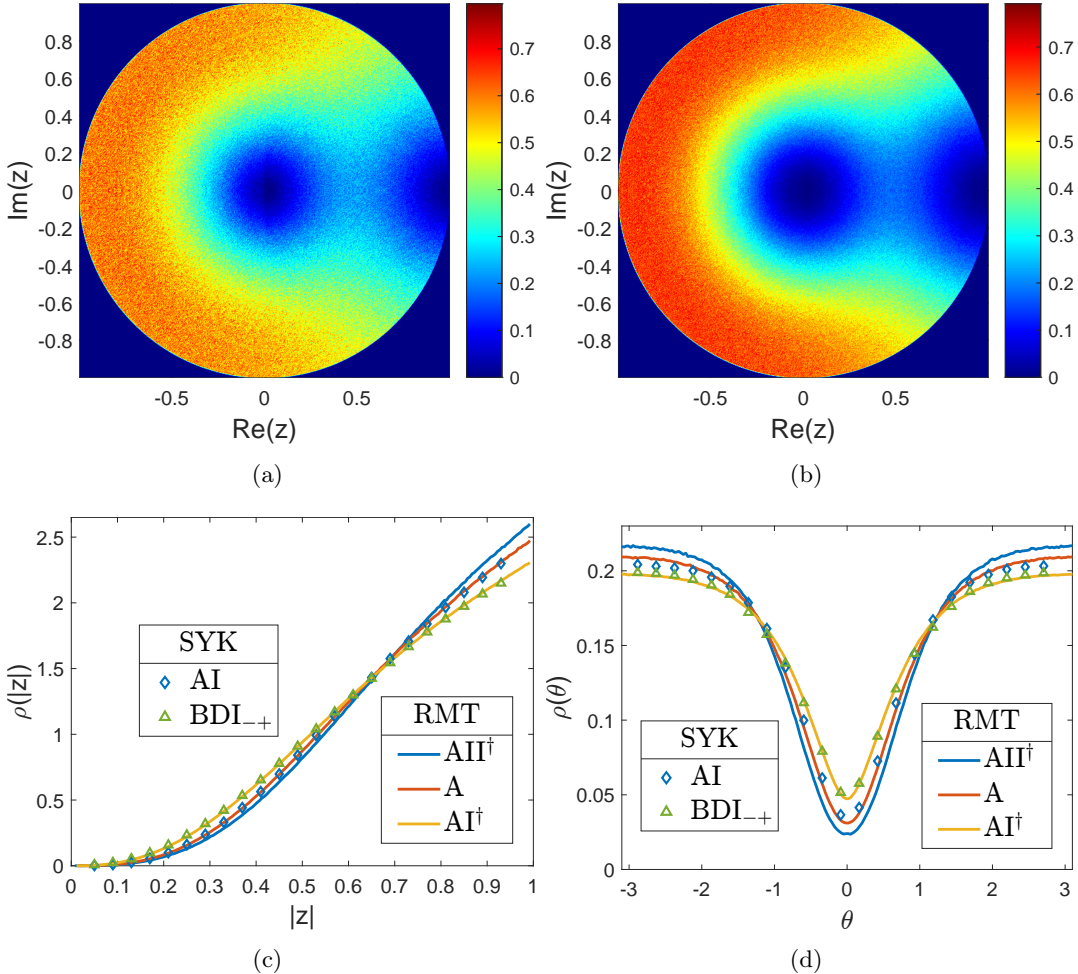 0.8
0.6
0.4
0.2
0
-0.2
-0.4
-0.6
-0.8
Im(z)
-0.5 0 0.5
Re(z)
0.7
0.6
0.5
0.4
0.3
0.2
0.1
0
(a)
0.8
0.6
0.4
0.2
0
-0.2
-0.4
-0.6
-0.8
Im(z)
-0.5 0 0.5
Re(z)
0.7
0.6
0.5
0.4
0.3
0.2
0.1
0
(b)
2.5
2
1.5
1
0.5
0
ρ(|z|)
SYK
AI
BDI₋₊
RMT
AII†
A
AI†
0 0.1 0.2 0.3 0.4 0.5 0.6 0.7 0.8 0.9 1
|z|
(c)
0.2
0.15
0.1
0.05
0
ρ(θ)
SYK
AI
BDI₋₊
RMT
AII†
A
AI†
-3 -2 -1 0 1 2 3
θ
(d)